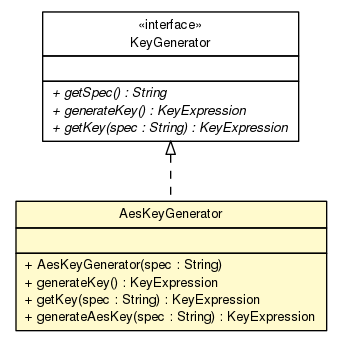 «interface»
KeyGenerator
+ getSpec() : String
+ generateKey() : KeyExpression
+ getKey(spec : String) : KeyExpression
AesKeyGenerator
+ AesKeyGenerator(spec : String)
+ generateKey() : KeyExpression
+ getKey(spec : String) : KeyExpression
+ generateAesKey(spec : String) : KeyExpression